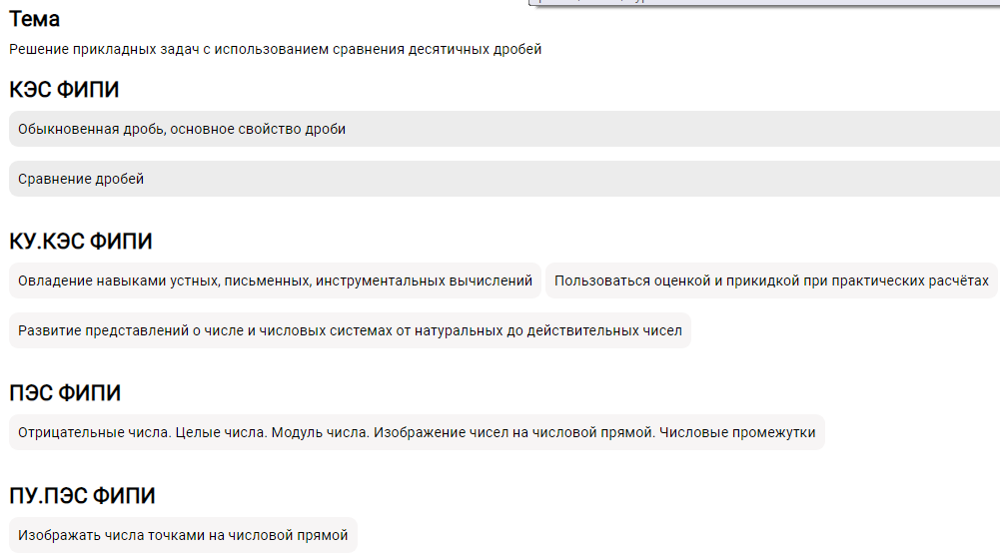 Тема
Решение прикладных задач с использованием сравнения десятичных дробей
КЭС ФИПИ
Обыкновенная дробь, основное свойство дроби
Сравнение дробей
КУ.КЭС ФИПИ
Овладение навыками устных, письменных, инструментальных вычислений
Пользоваться оценкой и прикидкой при практических расчётах
Развитие представлений о числе и числовых системах от натуральных до действительных чисел
ПЭС ФИПИ
Отрицательные числа. Целые числа. Модуль числа. Изображение чисел на числовой прямой. Числовые промежутки
ПУ.ПЭС ФИПИ
Изображать числа точками на числовой прямой